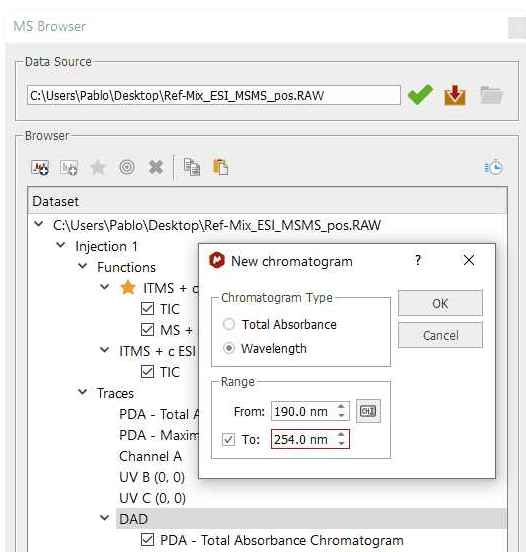 MS Browser
Data Source
C:\Users\Pablo\Desktop\Ref-Mix_ESI_MSMS_pos.RAW
Browser
Dataset
C:\Users\Pablo\Desktop\Ref-Mix_ESI_MSMS_pos.RAW
Injection 1
Functions
ITMS + c
TIC
MS +
ITMS + c ESI
TIC
Traces
PDA - Total A
PDA - Maxim
Channel A
UV B (0, 0)
UV C (0, 0)
DAD
PDA - Total Absorbance Chromatogram
New chromatogram
?
Chromatogram Type
Total Absorbance
Wavelength
OK
Cancel
Range
From: 190.0 nm
To: 254.0 nm